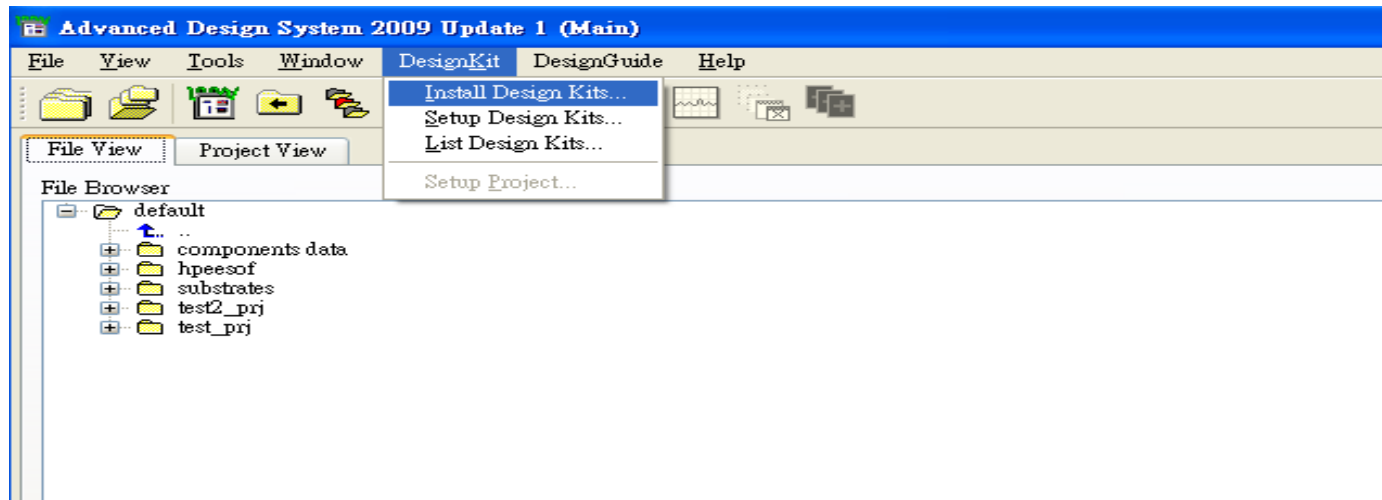 Advanced Design System 2009 Update 1 (Main)
File View Tools Window DesignKit DesignGuide Help
Install Design Kits...
Setup Design Kits...
List Design Kits...
Setup Project...
File View Project View
File Browser
default
..
components data
hpeesof
substrates
test2_prj
test_prj